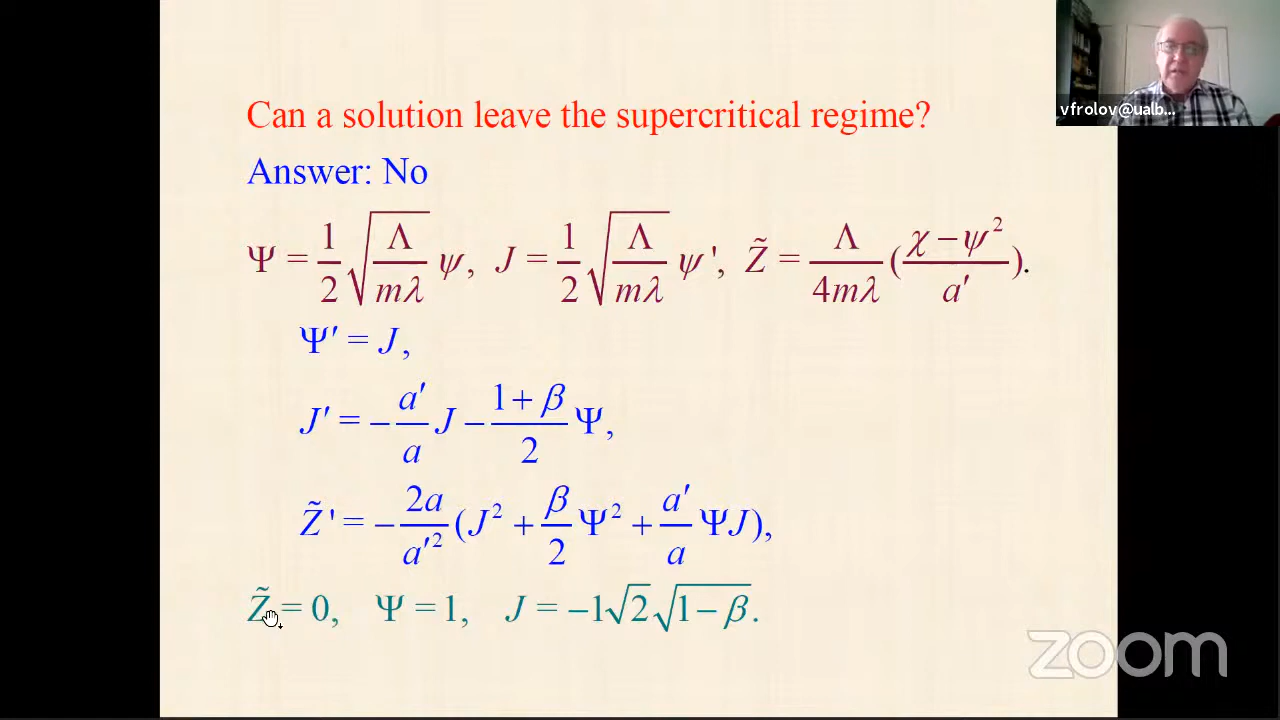 Can a solution leave the supercritical regime?
Answer: No
Ψ = 1/2 √(Λ/mλ) ψ, J = 1/2 √(Λ/mλ) ψ', Z̃ = Λ/4mλ ((χ − ψ²)/a′).
Ψ′ = J,
J′ = − a′/a J − (1 + β)/2 Ψ,
Z̃ ' = − 2a/a′² (J² + β/2 Ψ² + a′/a ΨJ),
Z̃ = 0, Ψ = 1, J = −1√2√(1 − β).
vfrolov@ualb...
zoom